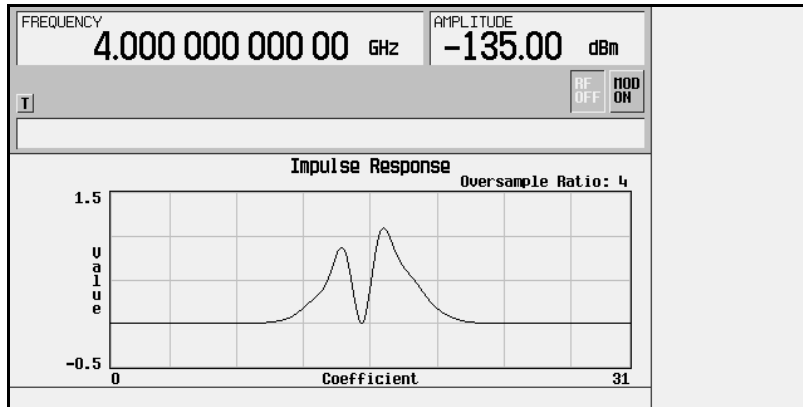 FREQUENCY
4.000 000 000 00 GHz
AMPLITUDE
-135.00 dBm
T
RF OFF
MOD ON
Impulse Response
Oversample Ratio: 4
1.5
Value
-0.5
0
Coefficient
31